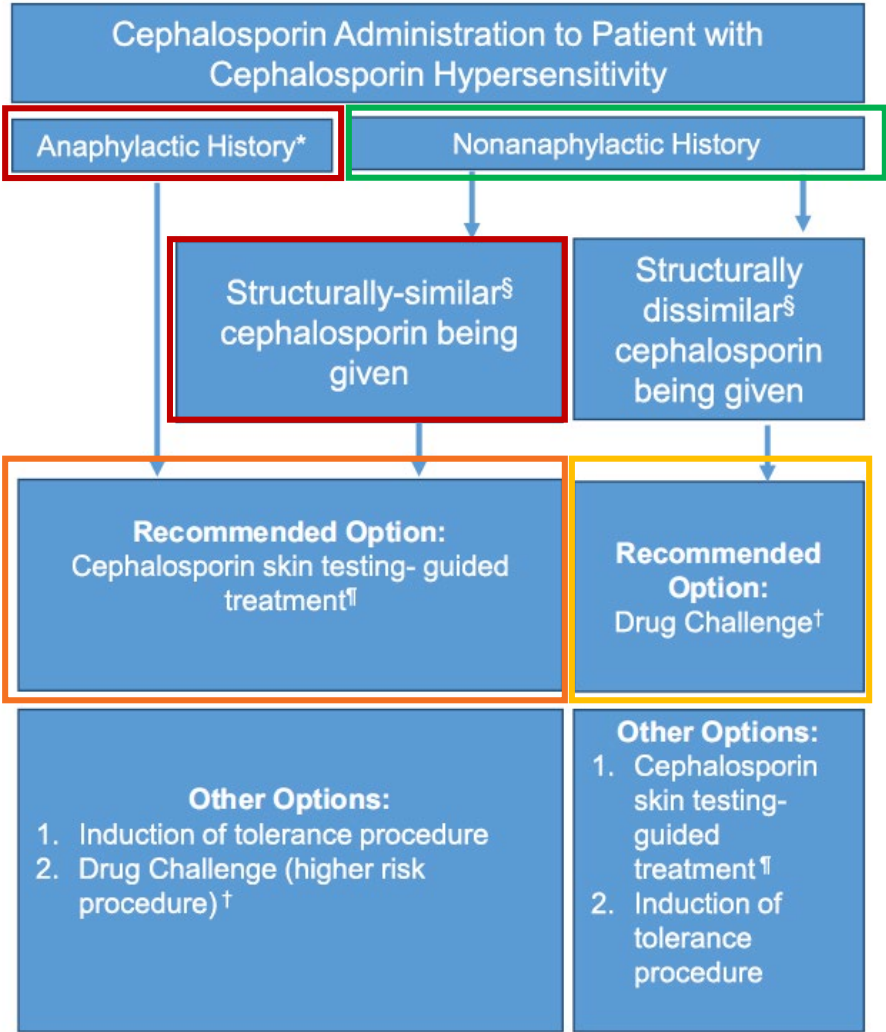 Cephalosporin Administration to Patient with
Cephalosporin Hypersensitivity
Anaphylactic History*
Nonanaphylactic History
Structurally-similar§
cephalosporin being
given
Structurally
dissimilar§
cephalosporin
being given
Recommended Option:
Cephalosporin skin testing- guided
treatment¶
Recommended
Option:
Drug Challenge†
Other Options:
1. Induction of tolerance procedure
2. Drug Challenge (higher risk
procedure)†
Other Options:
1. Cephalosporin
skin testing-
guided
treatment¶
2. Induction of
tolerance
procedure